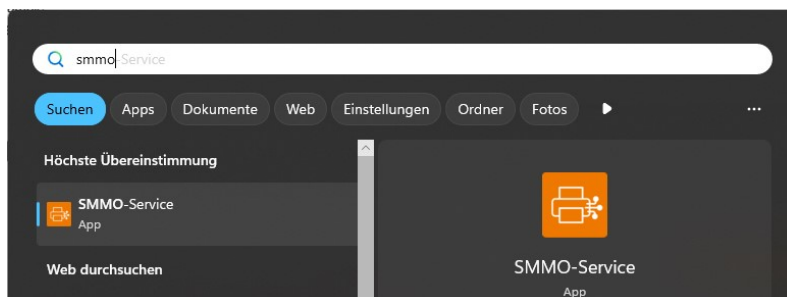 smmo-Service
Suchen Apps Dokumente Web Einstellungen Ordner Fotos
Höchste Übereinstimmung
SMMO-Service
App
Web durchsuchen
SMMO-Service
App